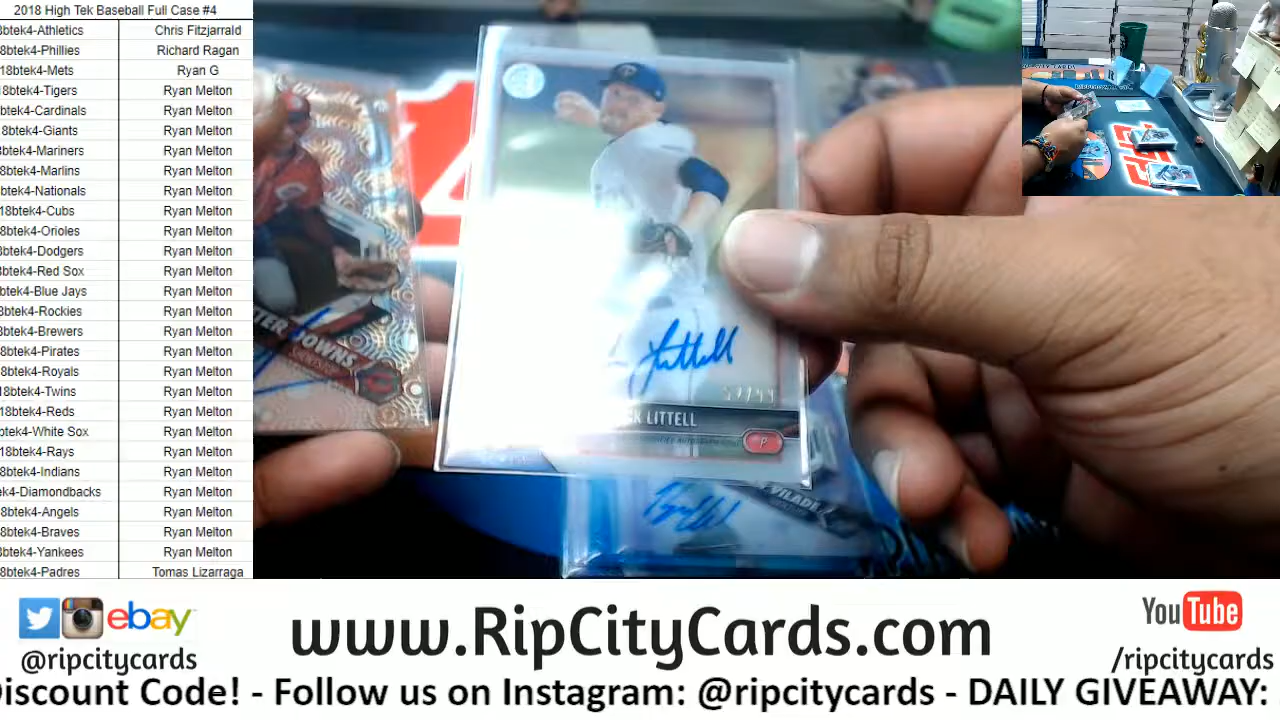 2018 High Tek Baseball Full Case #4
8btek4-Athletics Chris Fitzjarrald
8btek4-Phillies Richard Ragan
18btek4-Mets Ryan G
18btek4-Tigers Ryan Melton
btek4-Cardinals Ryan Melton
8btek4-Giants Ryan Melton
8btek4-Mariners Ryan Melton
8btek4-Marlins Ryan Melton
btek4-Nationals Ryan Melton
18btek4-Cubs Ryan Melton
8btek4-Orioles Ryan Melton
8btek4-Dodgers Ryan Melton
8btek4-Red Sox Ryan Melton
btek4-Blue Jays Ryan Melton
8btek4-Rockies Ryan Melton
8btek4-Brewers Ryan Melton
8btek4-Pirates Ryan Melton
8btek4-Royals Ryan Melton
18btek4-Twins Ryan Melton
18btek4-Reds Ryan Melton
btek4-White Sox Ryan Melton
18btek4-Rays Ryan Melton
8btek4-Indians Ryan Melton
ek4-Diamondbacks Ryan Melton
8btek4-Angels Ryan Melton
8btek4-Braves Ryan Melton
8btek4-Yankees Ryan Melton
8btek4-Padres Tomas Lizarraga
DOWNS
Littell
K LITTELL
P
VILADE
ebay
@ripcitycards
www.RipCityCards.com
YouTube
/ripcitycards
Discount Code! - Follow us on Instagram: @ripcitycards - DAILY GIVEAWAY: